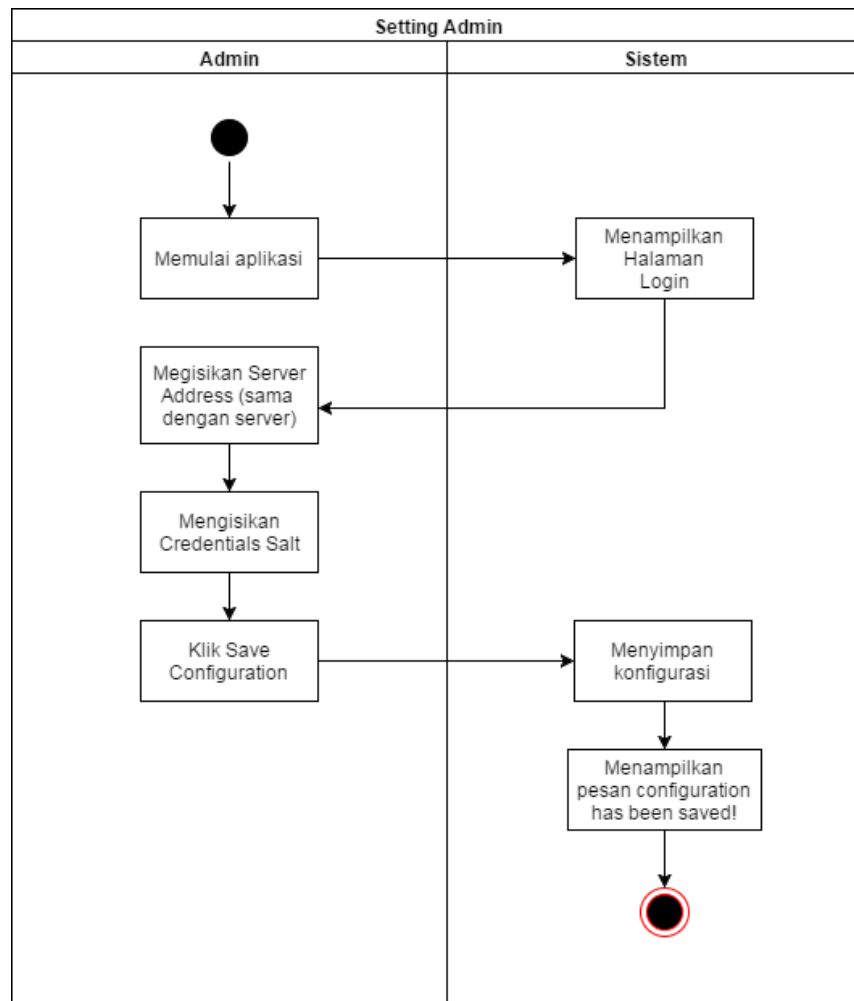 Setting Admin
Admin
Sistem
Memulai aplikasi
Menampilkan
Halaman
Login
Megisikan Server
Address (sama
dengan server)
Mengisikan
Credentials Salt
Klik Save
Configuration
Menyimpan
konfigurasi
Menampilkan
pesan configuration
has been saved!